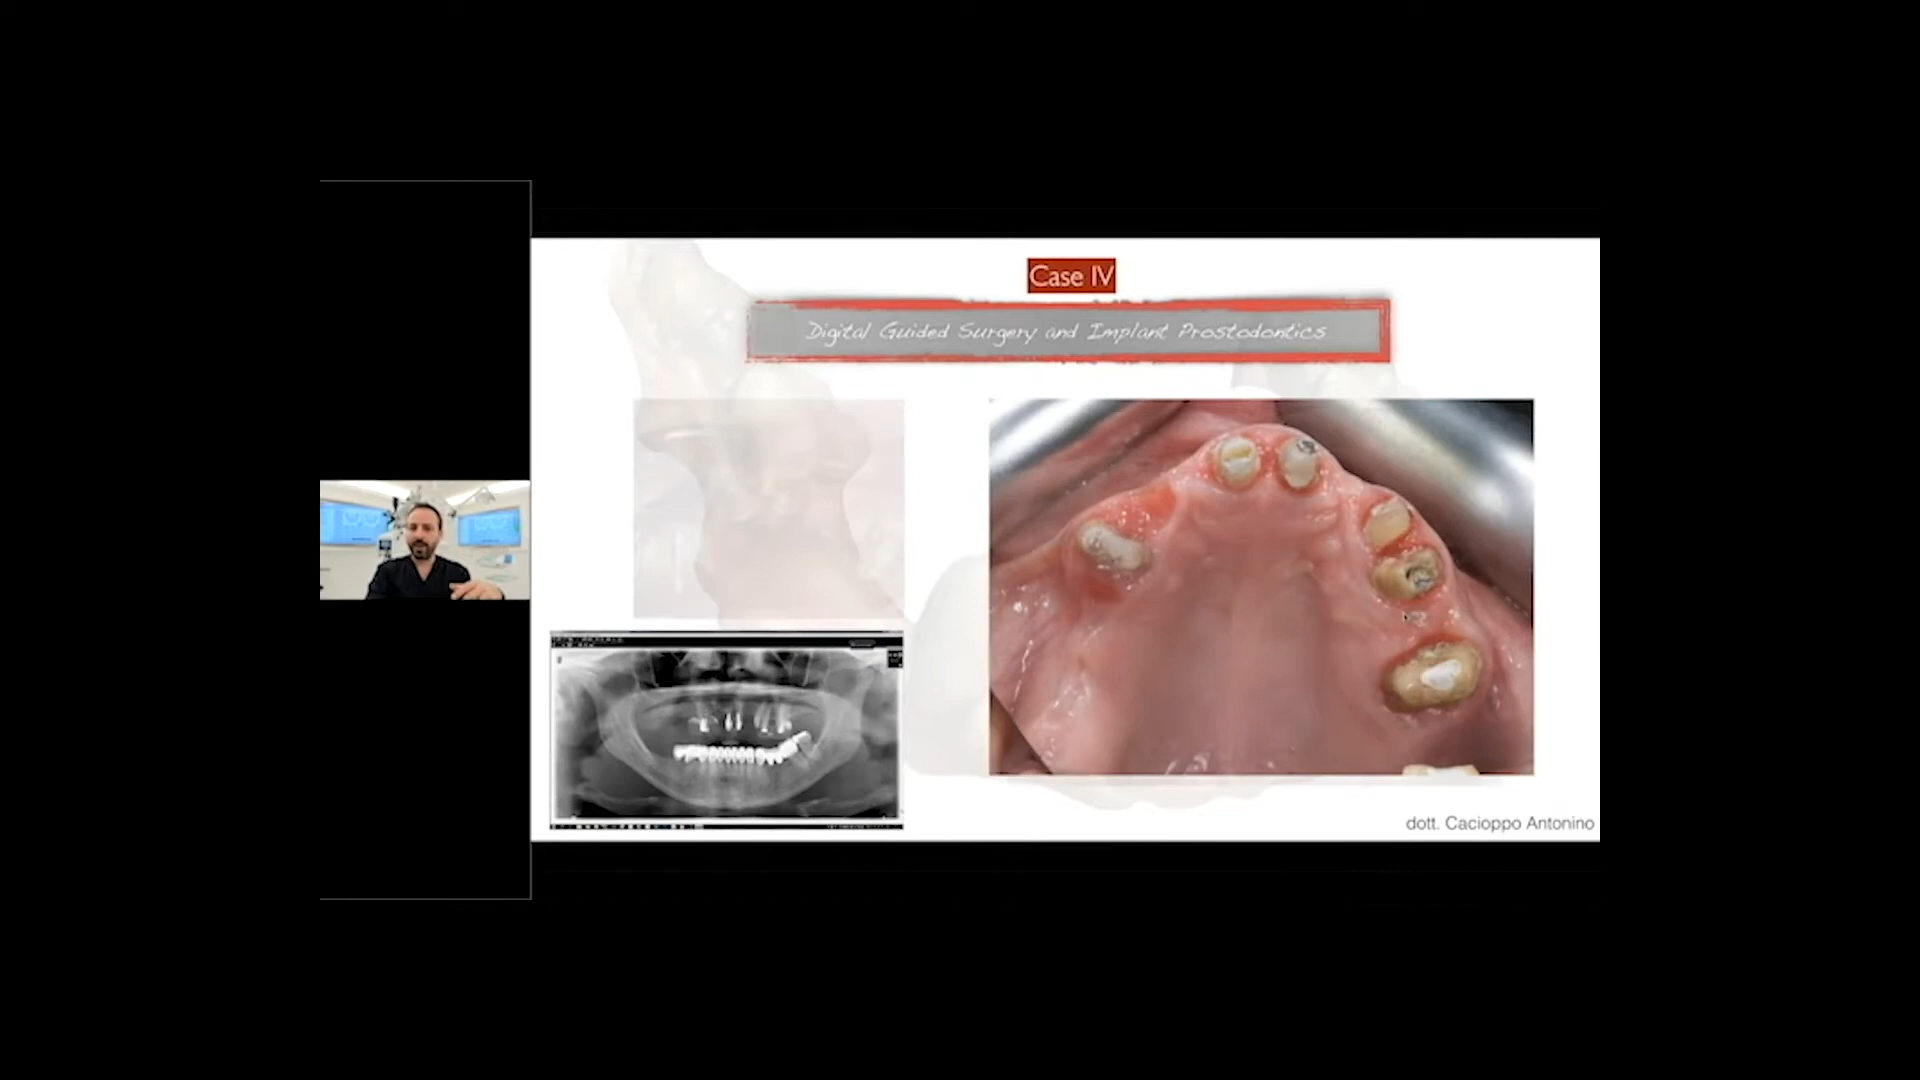 Case IV
Digital Guided Surgery and Implant Prostodontics
dott. Cacioppo Antonino